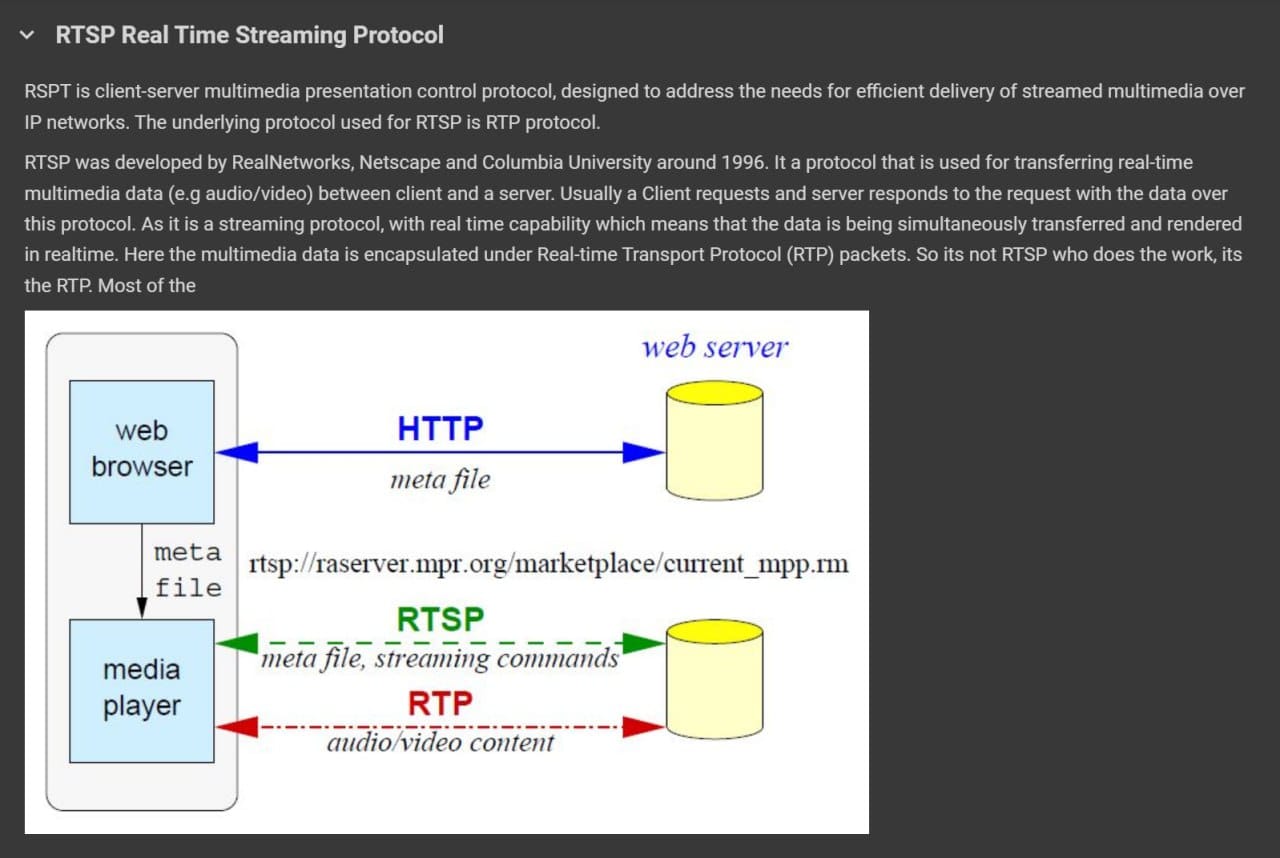 RTSP Real Time Streaming Protocol
RSPT is client-server multimedia presentation control protocol, designed to address the needs for efficient delivery of streamed multimedia over
IP networks. The underlying protocol used for RTSP is RTP protocol.
RTSP was developed by RealNetworks, Netscape and Columbia University around 1996. It a protocol that is used for transferring real-time
multimedia data (e.g audio/video) between client and a server. Usually a Client requests and server responds to the request with the data over
this protocol. As it is a streaming protocol, with real time capability which means that the data is being simultaneously transferred and rendered
in realtime. Here the multimedia data is encapsulated under Real-time Transport Protocol (RTP) packets. So its not RTSP who does the work, its
the RTP. Most of the
web server
web
browser
HTTP
meta file
meta
file
rtsp://raserver.mpr.org/marketplace/current_mpp.rm
RTSP
meta file, streaming commands
media
player
RTP
audio/video content